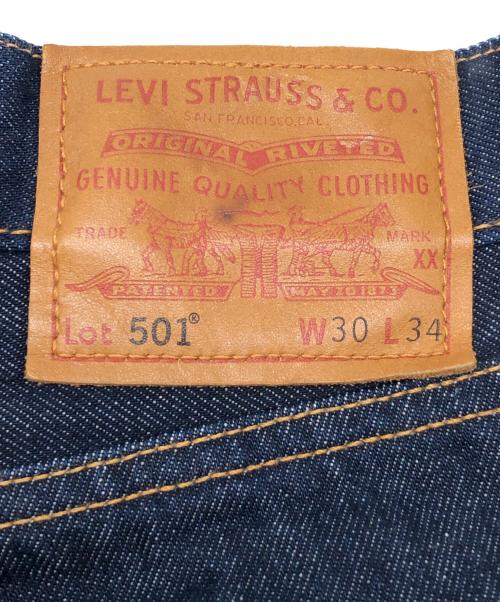 LEVI STRAUSS & CO.
SAN FRANCISCO, CAL.
ORIGINAL RIVETED
GENUINE QUALITY CLOTHING
TRADE MARK
XX
PATENTED MAY 20 1873
Lot 501® W30 L34